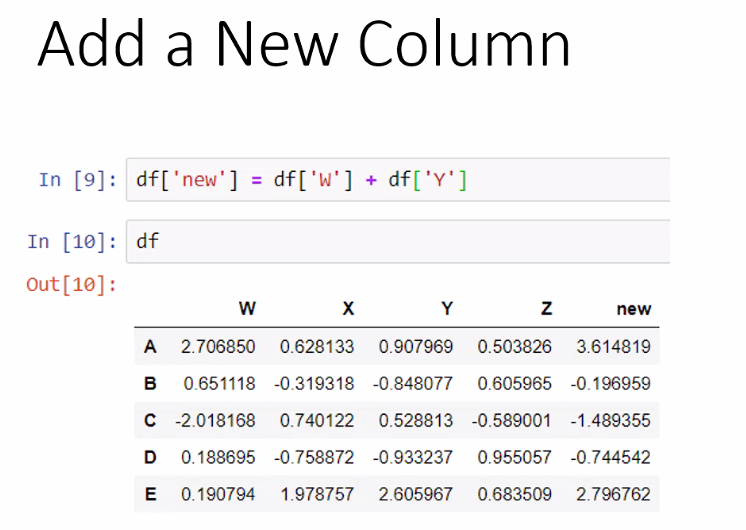 Add a New Column
In [9]: df['new'] = df['W'] + df['Y']
In [10]: df
Out[10]:
W X Y Z new
A 2.706850 0.628133 0.907969 0.503826 3.614819
B 0.651118 -0.319318 -0.848077 0.605965 -0.196959
C -2.018168 0.740122 0.528813 -0.589001 -1.489355
D 0.188695 -0.758872 -0.933237 0.955057 -0.744542
E 0.190794 1.978757 2.605967 0.683509 2.796762